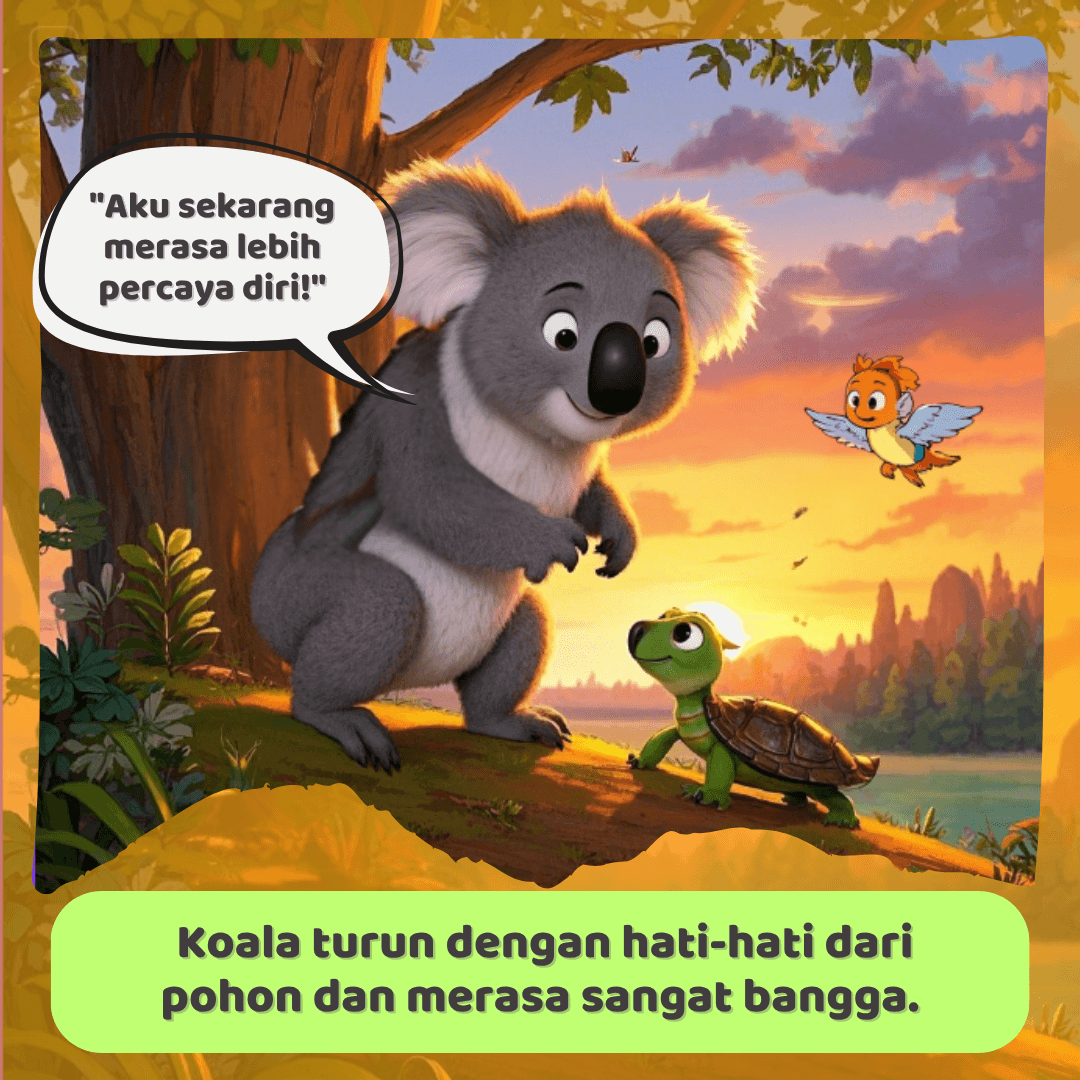 "Aku sekarang
merasa lebih
percaya diri!"
Koala turun dengan hati-hati dari
pohon dan merasa sangat bangga.